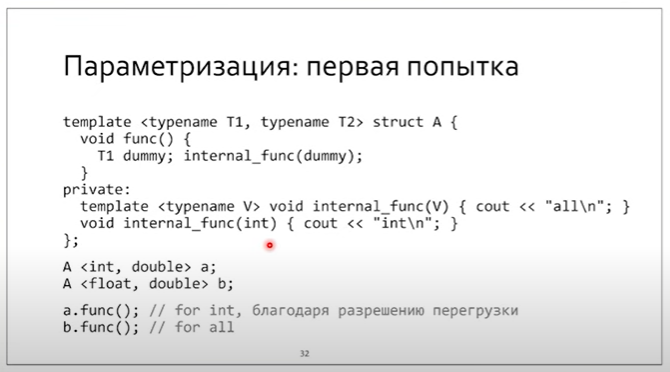 Параметризация: первая попытка
template <typename T1, typename T2> struct A {
  void func() {
    T1 dummy; internal_func(dummy);
  }
private:
  template <typename V> void internal_func(V) { cout << "all\n"; }
  void internal_func(int) { cout << "int\n"; }
};
A <int, double> a;
A <float, double> b;
a.func(); // for int, благодаря разрешению перегрузки
b.func(); // for all
32